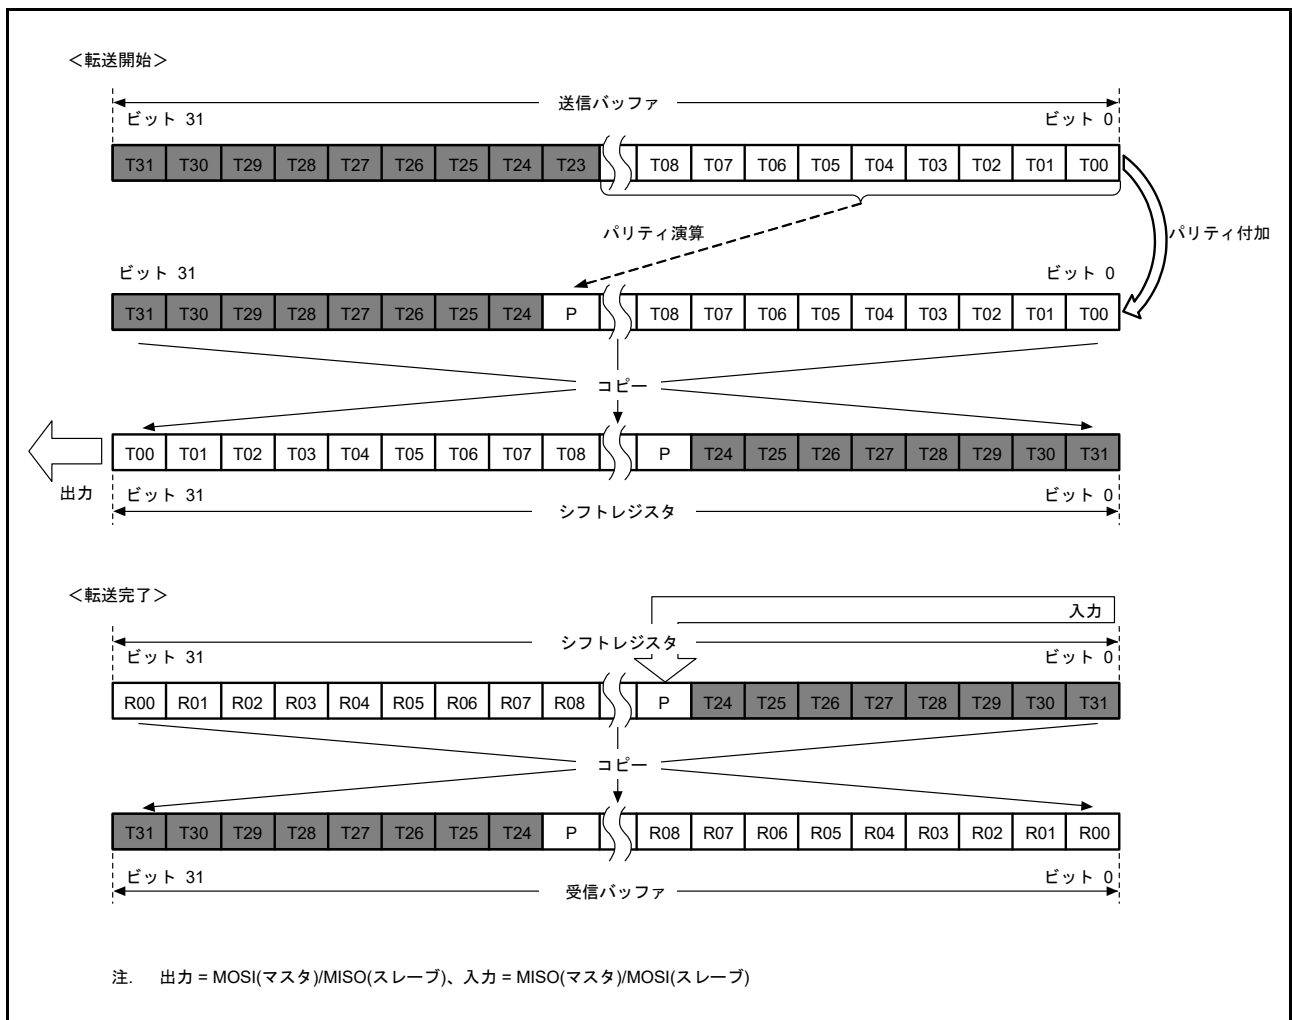 ＜転送開始＞
送信バッファ
ビット 31 ビット 0
T31 T30 T29 T28 T27 T26 T25 T24 T23 T08 T07 T06 T05 T04 T03 T02 T01 T00
パリティ演算 パリティ付加
ビット 31 ビット 0
T31 T30 T29 T28 T27 T26 T25 T24 P T08 T07 T06 T05 T04 T03 T02 T01 T00
コピー
T00 T01 T02 T03 T04 T05 T06 T07 T08 P T24 T25 T26 T27 T28 T29 T30 T31
出力 ビット 31 ビット 0
シフトレジスタ
＜転送完了＞
入力
シフトレジスタ
ビット 31 ビット 0
R00 R01 R02 R03 R04 R05 R06 R07 R08 P T24 T25 T26 T27 T28 T29 T30 T31
コピー
T31 T30 T29 T28 T27 T26 T25 T24 P R08 R07 R06 R05 R04 R03 R02 R01 R00
ビット 31 ビット 0
受信バッファ
注. 出力 = MOSI(マスタ)/MISO(スレーブ)、入力 = MISO(マスタ)/MOSI(スレーブ)